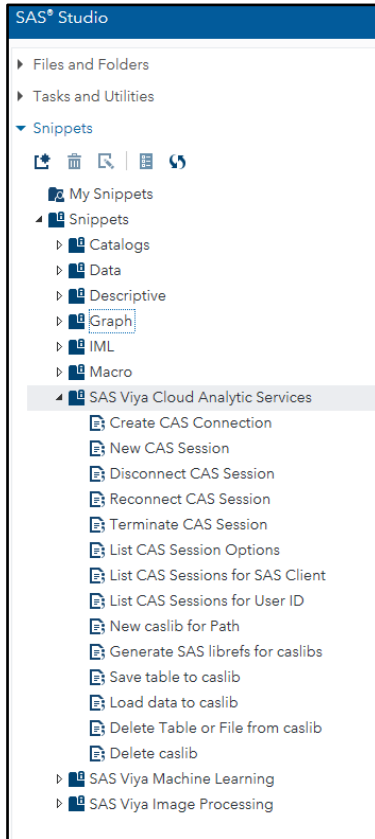 SAS® Studio
Files and Folders
Tasks and Utilities
Snippets
My Snippets
Snippets
Catalogs
Data
Descriptive
Graph
IML
Macro
SAS Viya Cloud Analytic Services
Create CAS Connection
New CAS Session
Disconnect CAS Session
Reconnect CAS Session
Terminate CAS Session
List CAS Session Options
List CAS Sessions for SAS Client
List CAS Sessions for User ID
New caslib for Path
Generate SAS librefs for caslibs
Save table to caslib
Load data to caslib
Delete Table or File from caslib
Delete caslib
SAS Viya Machine Learning
SAS Viya Image Processing